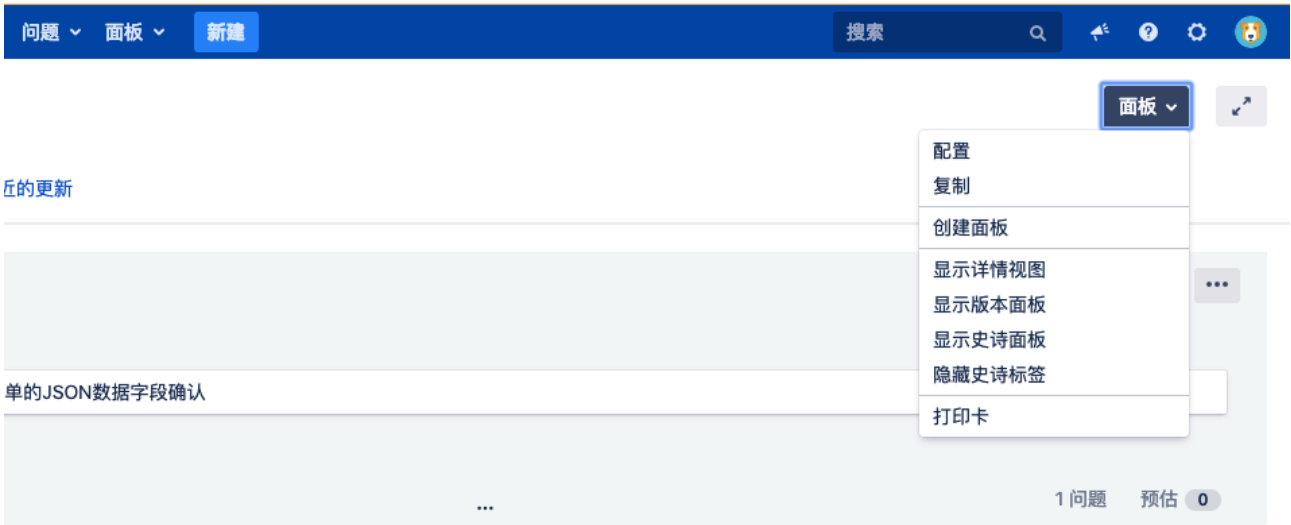 问题 面板 新建 搜索
面板
配置
复制
近的更新
创建面板
显示详情视图
显示版本面板
显示史诗面板
隐藏史诗标签
单的JSON数据字段确认
打印卡
1 问题 预估 0